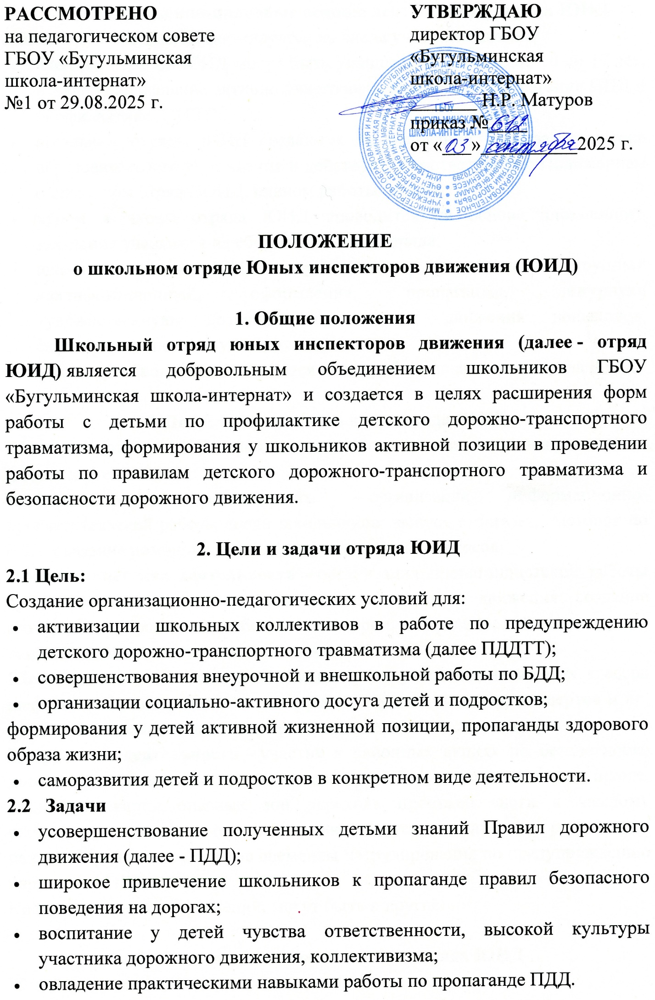 РАССМОТРЕНО
на педагогическом совете
ГБОУ «Бугульминская
школа-интернат»
№1 от 29.08.2025 г.
УТВЕРЖДАЮ
директор ГБОУ
«Бугульминская
школа-интернат»
Н.Р. Матуров
приказ № 612
от «03» сентября 2025 г.
ГБОУ
«БУГУЛЬМИНСКАЯ
ШКОЛА-ИНТЕРНАТ»
ПОЛОЖЕНИЕ
о школьном отряде Юных инспекторов движения (ЮИД)
1. Общие положения
Школьный отряд юных инспекторов движения (далее - отряд
ЮИД) является добровольным объединением школьников ГБОУ
«Бугульминская школа-интернат» и создается в целях расширения форм
работы с детьми по профилактике детского дорожно-транспортного
травматизма, формирования у школьников активной позиции в проведении
работы по правилам детского дорожного-транспортного травматизма и
безопасности дорожного движения.
2. Цели и задачи отряда ЮИД
2.1 Цель:
Создание организационно-педагогических условий для:
• активизации школьных коллективов в работе по предупреждению
детского дорожно-транспортного травматизма (далее ПДДТТ);
• совершенствования внеурочной и внешкольной работы по БДД;
• организации социально-активного досуга детей и подростков;
формирования у детей активной жизненной позиции, пропаганды здорового
образа жизни;
• саморазвития детей и подростков в конкретном виде деятельности.
2.2 Задачи
• усовершенствование полученных детьми знаний Правил дорожного
движения (далее - ПДД);
• широкое привлечение школьников к пропаганде правил безопасного
поведения на дорогах;
• воспитание у детей чувства ответственности, высокой культуры
участника дорожного движения, коллективизма;
• овладение практическими навыками работы по пропаганде ПДД.